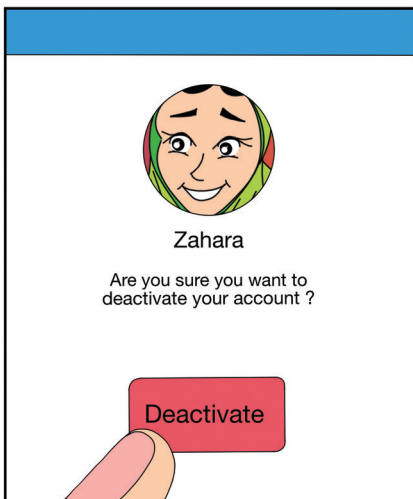 Zahara
Are you sure you want to
deactivate your account ?
Deactivate